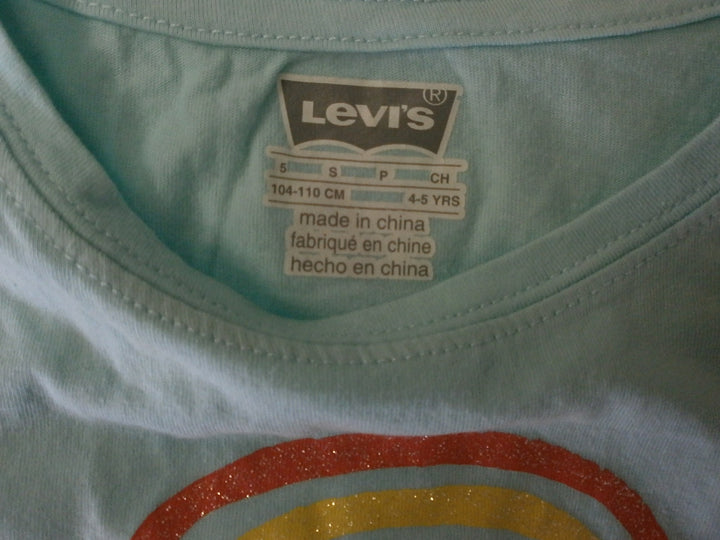 Levi's ®
5 S P CH
104-110 CM 4-5 YRS
made in china
fabriqué en chine
hecho en china